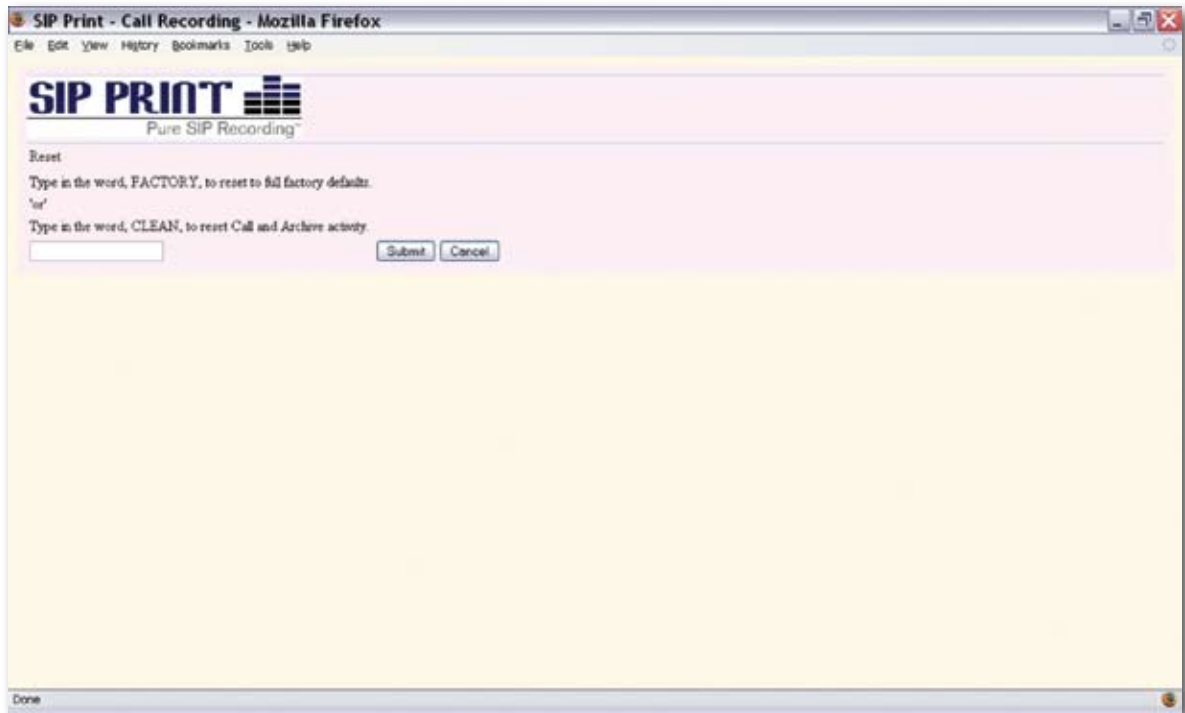 SIP Print - Call Recording - Mozilla Firefox
File Edit View History Bookmarks Tools Help
SIP PRINT
Pure SIP Recording™
Reset
Type in the word, FACTORY, to reset to full factory defaults.
'or'
Type in the word, CLEAN, to reset Call and Archive activity.
Submit Cancel
Done